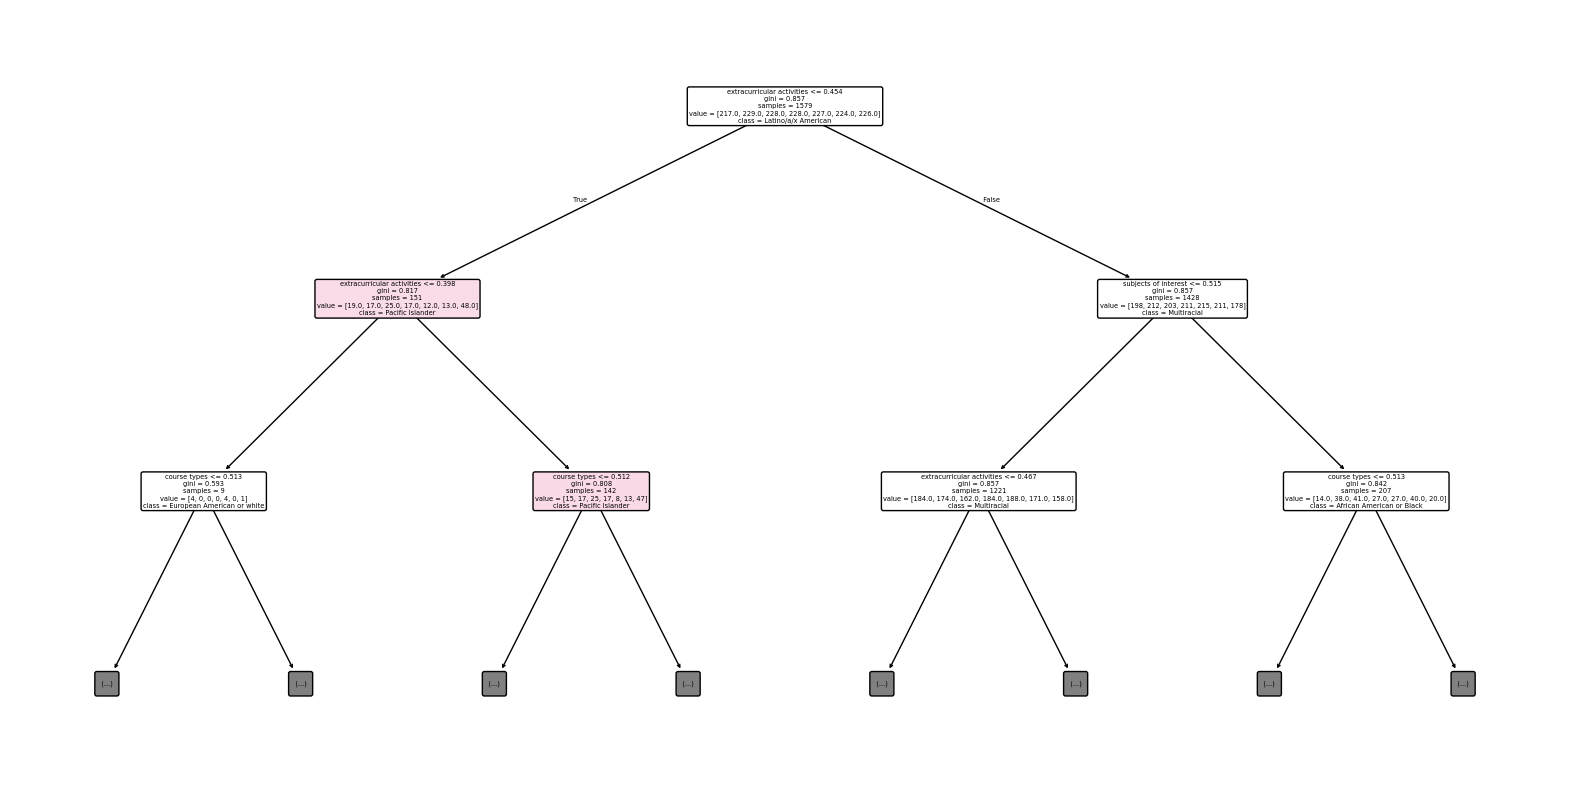 extracurricular activities <= 0.454
gini = 0.857
samples = 1579
value = [217.0, 229.0, 228.0, 228.0, 227.0, 224.0, 226.0]
class = Latino/a/x American
True
False
extracurricular activities <= 0.398
gini = 0.817
samples = 151
value = [19.0, 17.0, 25.0, 17.0, 12.0, 13.0, 48.0]
class = Pacific Islander
subjects of interest <= 0.515
gini = 0.857
samples = 1428
value = [198, 212, 203, 211, 215, 211, 178]
class = Multiracial
course types <= 0.513
gini = 0.593
samples = 9
value = [4, 0, 0, 0, 4, 0, 1]
class = European American or white
course types <= 0.512
gini = 0.808
samples = 142
value = [15, 17, 25, 17, 8, 13, 47]
class = Pacific Islander
extracurricular activities <= 0.467
gini = 0.857
samples = 1221
value = [184.0, 174.0, 162.0, 184.0, 188.0, 171.0, 158.0]
class = Multiracial
course types <= 0.513
gini = 0.842
samples = 207
value = [14.0, 38.0, 41.0, 27.0, 27.0, 40.0, 20.0]
class = African American or Black
(...)
(...)
(...)
(...)
(...)
(...)
(...)
(...)